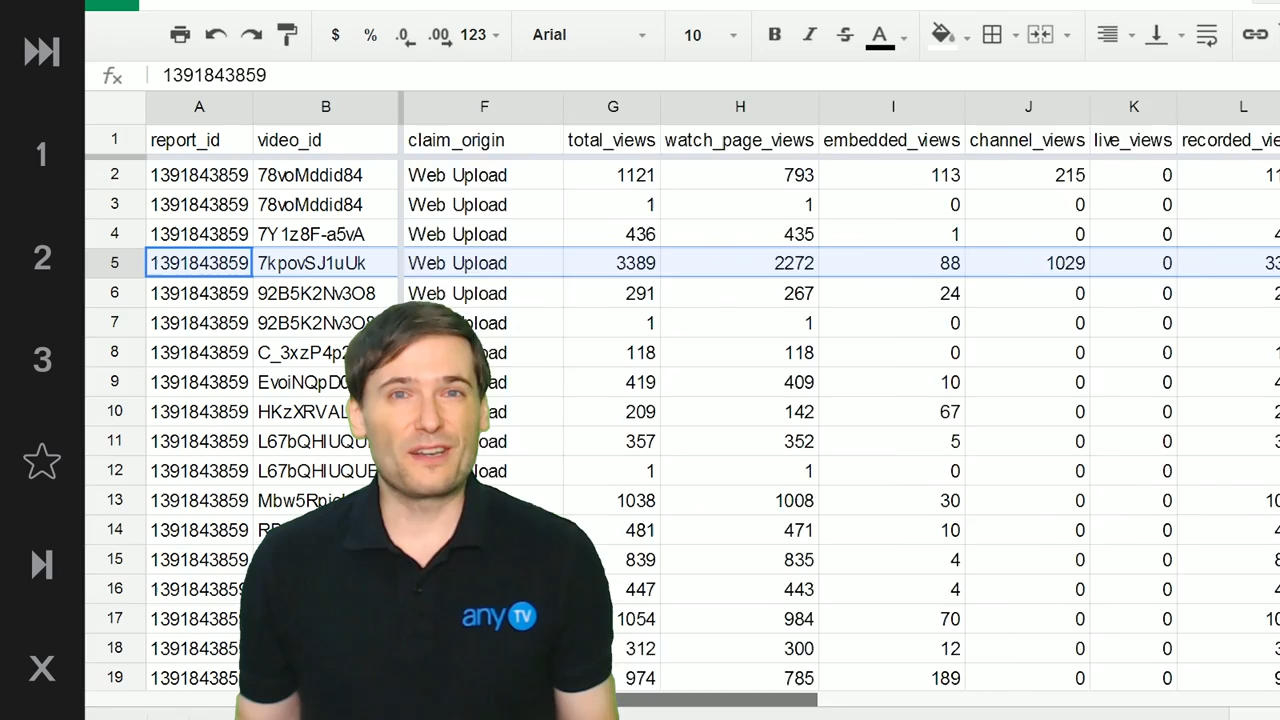 $ % .0 .00 123 Arial 10 B I S A
fx 1391843859
A B F G H I J K L
1 report_id video_id claim_origin total_views watch_page_views embedded_views channel_views live_views
2 1391843859 78voMddid84 Web Upload 1121 793 113 215 0
3 1391843859 78voMddid84 Web Upload 1 1 0 0 0
4 1391843859 7Y1z8F-a5vA Web Upload 436 435 1 0 0
5 1391843859 7kpovSJ1uUk Web Upload 3389 2272 88 1029 0
6 1391843859 92B5K2Nv3O8 Web Upload 291 267 24 0 0
7 1391843859 92B5K2Nv3O8 1 1 0 0 0
8 1391843859 118 118 0 0 0
9 1391843859 419 409 10 0 0
10 1391843859 209 142 67 0 0
11 1391843859 357 352 5 0 0
12 1391843859 L67bQHIUQUE 1 1 0 0 0
13 1391843859 1038 1008 30 0 0
14 1391843859 481 471 10 0 0
15 1391843859 839 835 4 0 0
16 447 443 4 0 0
17 1054 984 70 0 0
18 312 300 12 0 0
19 974 785 189 0 0
1
2
3
X
any TV